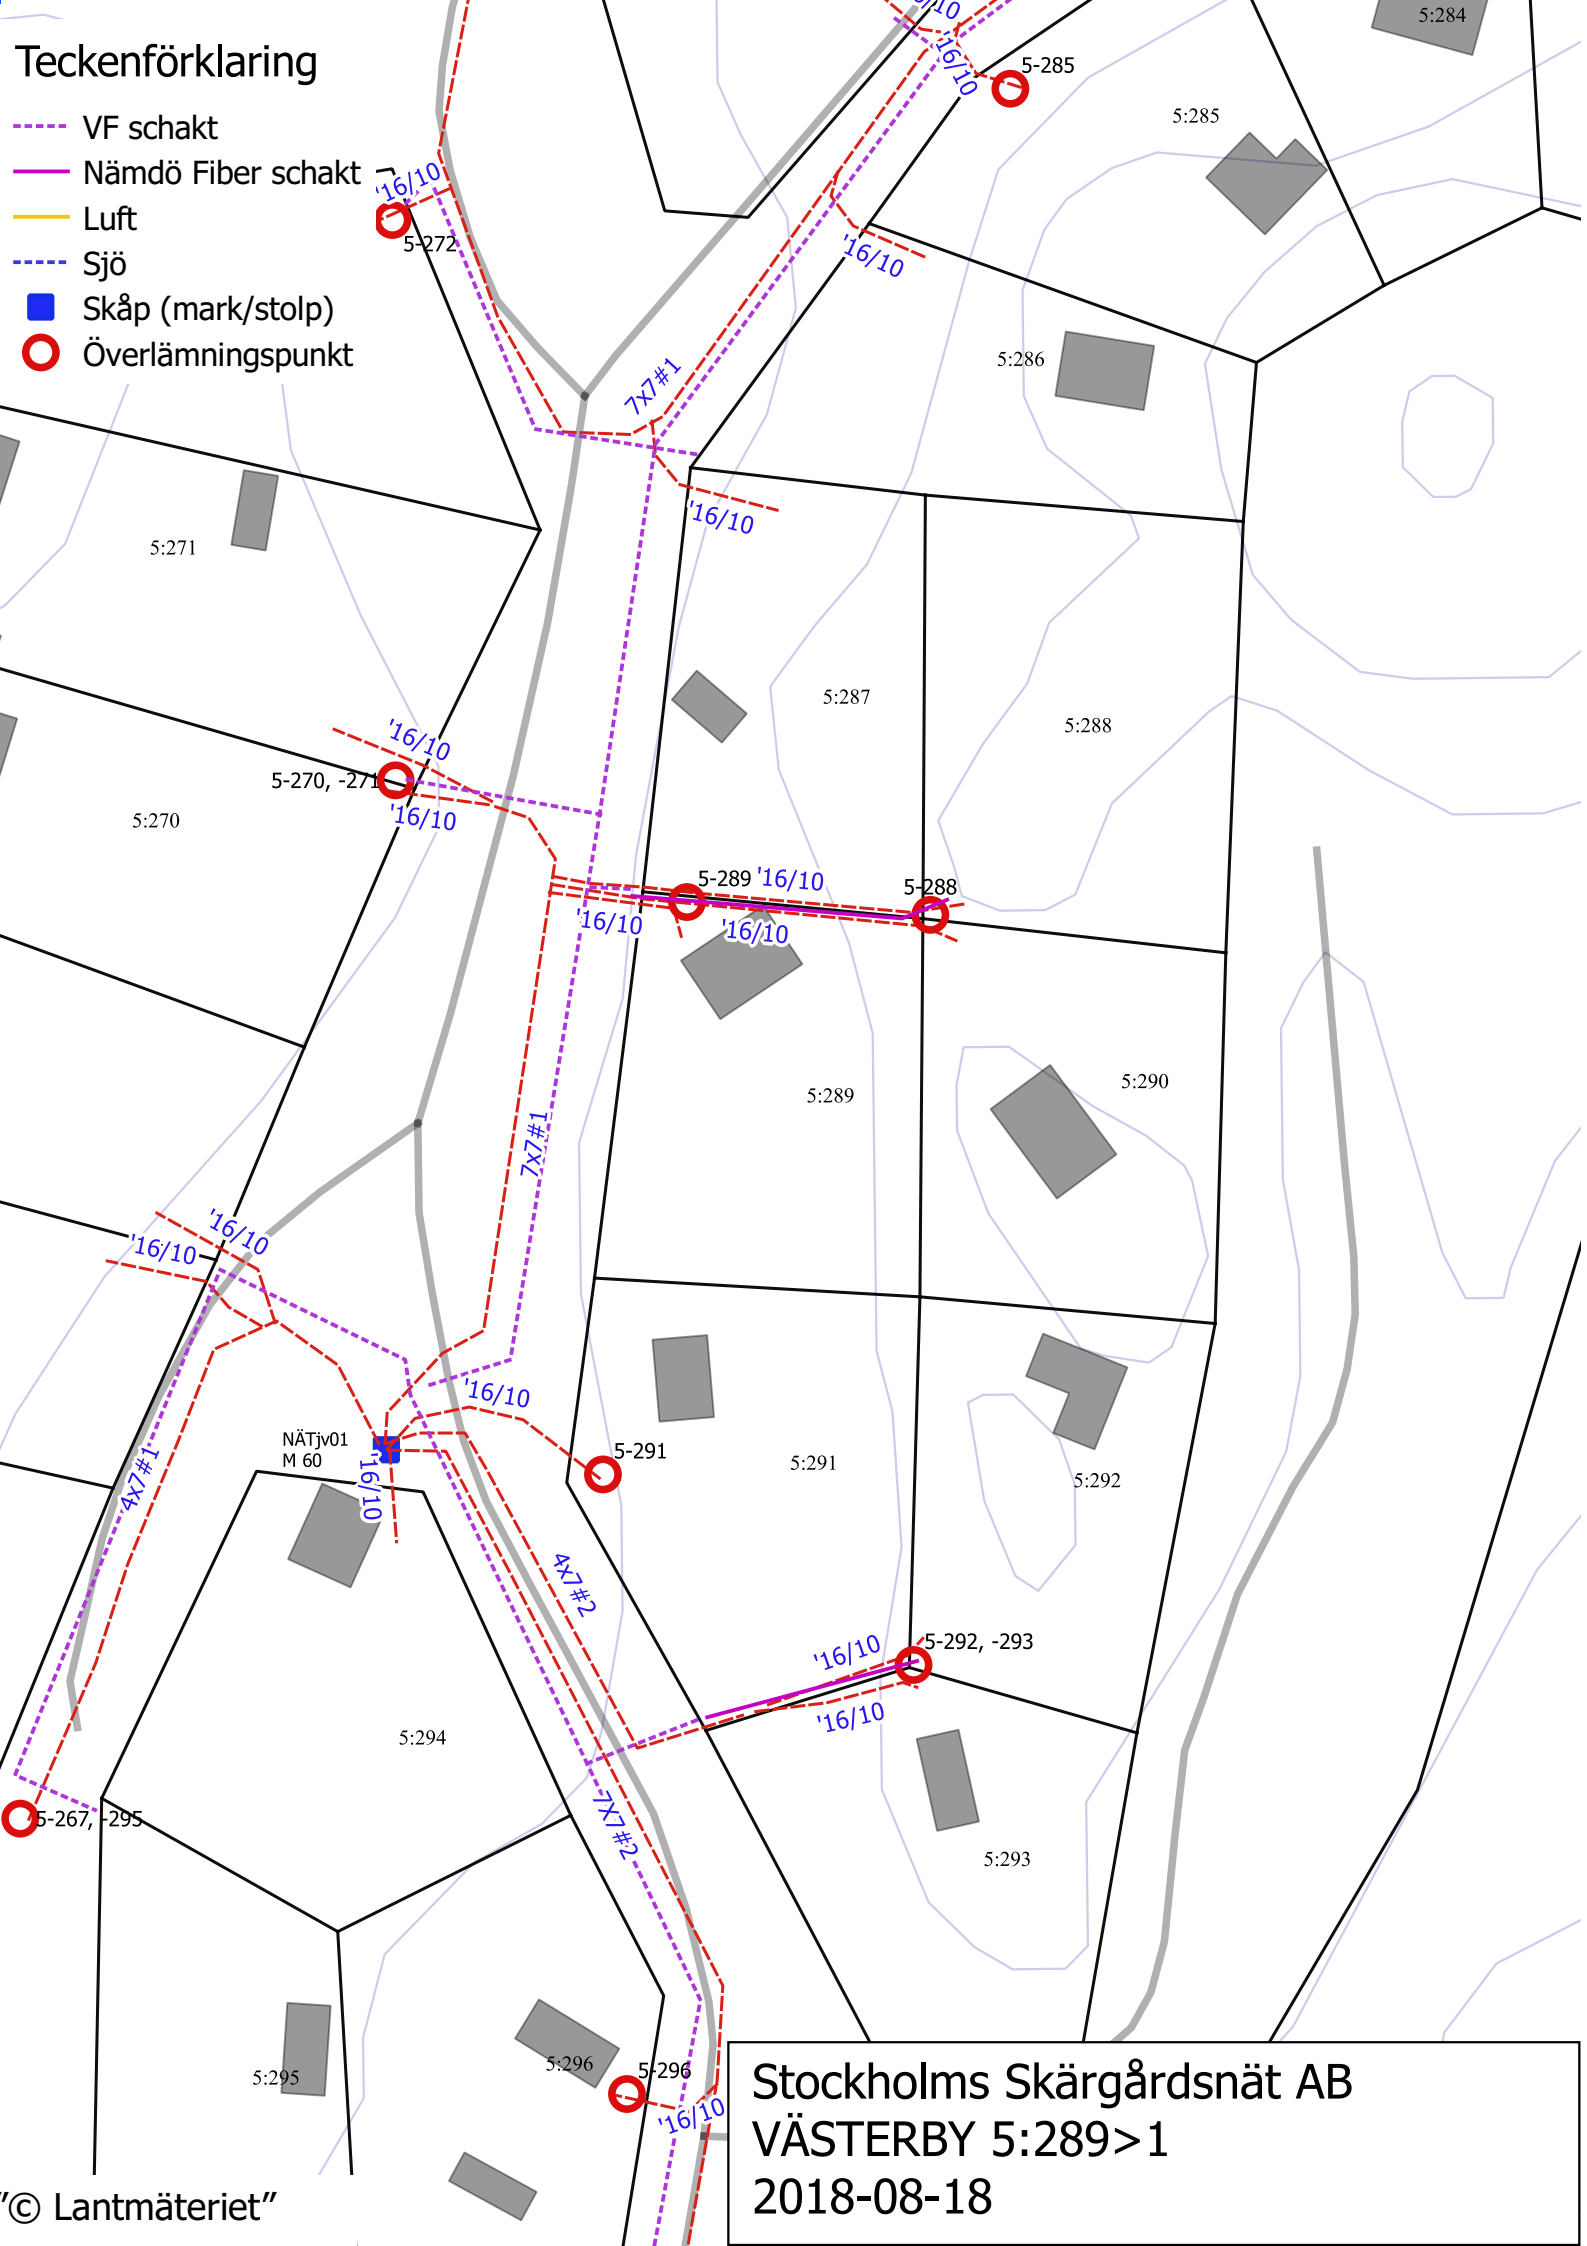 Teckenförklaring
VF schakt
Nämdö Fiber schakt
Luft
Sjö
Skåp (mark/stolp)
Överlämningspunkt
'16/10
5-285
5:284
5:285
'16/10
5-272
'16/10
5:286
7x7#1
'16/10
5:271
5:287
5:288
'16/10
5-270, -271
'16/10
5:270
5-289
'16/10
5-288
'16/10
'16/10
5:289
5:290
7x7#1
'16/10
'16/10
'16/10
NÄTjv01
M 60
'16/10
5-291
5:291
5:292
4x7#1
4x7#2
'16/10
5-292, -293
'16/10
5:294
7X7#2
5-267, -295
5:293
5:295
5:296
5-296
'16/10
Stockholms Skärgårdsnät AB
VÄSTERBY 5:289>1
2018-08-18
"© Lantmäteriet"